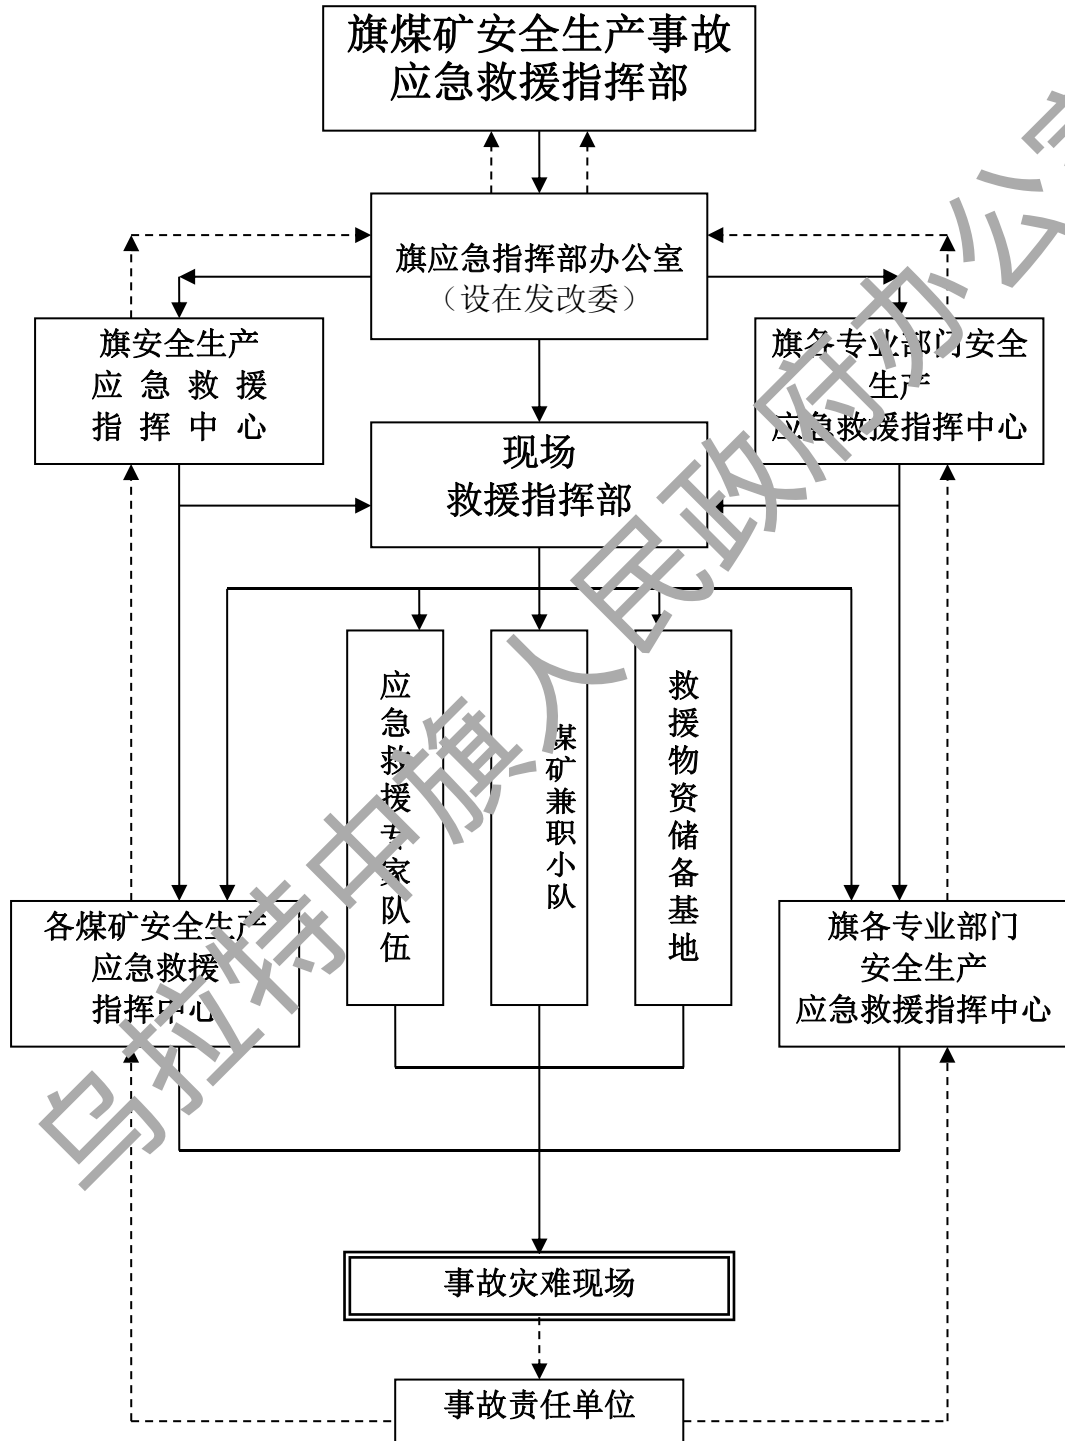 旗煤矿安全生产事故
应急救援指挥部
旗应急指挥部办公室
（设在发改委）
旗安全生产
应急救援
指挥中心
旗各专业部门安全
生产
应急救援指挥中心
现场
救援指挥部
应急救援专家队伍
煤矿兼职小队
救援物资储备基地
各煤矿安全生产
应急救援
指挥中心
旗各专业部门
安全生产
应急救援指挥中心
事故灾难现场
事故责任单位
乌拉特中旗人民政府办公室